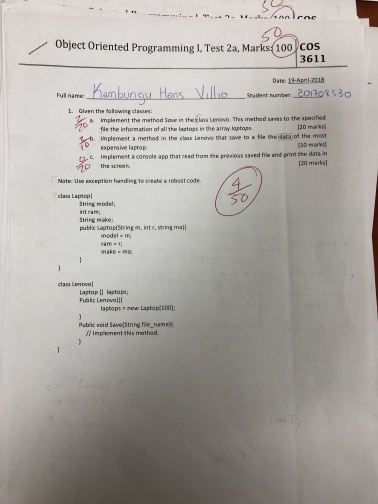 50
Object Oriented Programming I, Test 2a, Marks: 100 COS
3611
Date: 19-April-2018
Full name: Kambungu Hans Villio Student number: 201708530
1. Given the following classes:
2/20 a. Implement the method Save in the class Lenovo. This method saves to the specified
file the information of all the laptops in the array laptops. [20 marks]
b. Implement a method in the class Lenovo that save to a file the data of the most
expensive laptop. [10 marks]
0/20 c. Implement a console app that read from the previous saved file and print the data in
the screen. [20 marks]
4/50
Note: Use exception handling to create a robust code.
class Laptop{
String model;
int ram;
String make;
public Laptop(String m, int r, string ma){
model = m;
ram = r;
make = ma;
}
}
class Lenovo{
Laptop [] laptops;
Public Lenovo(){
laptops = new Laptop[100];
}
Public void Save(String file_name){
// Implement this method.
}
}